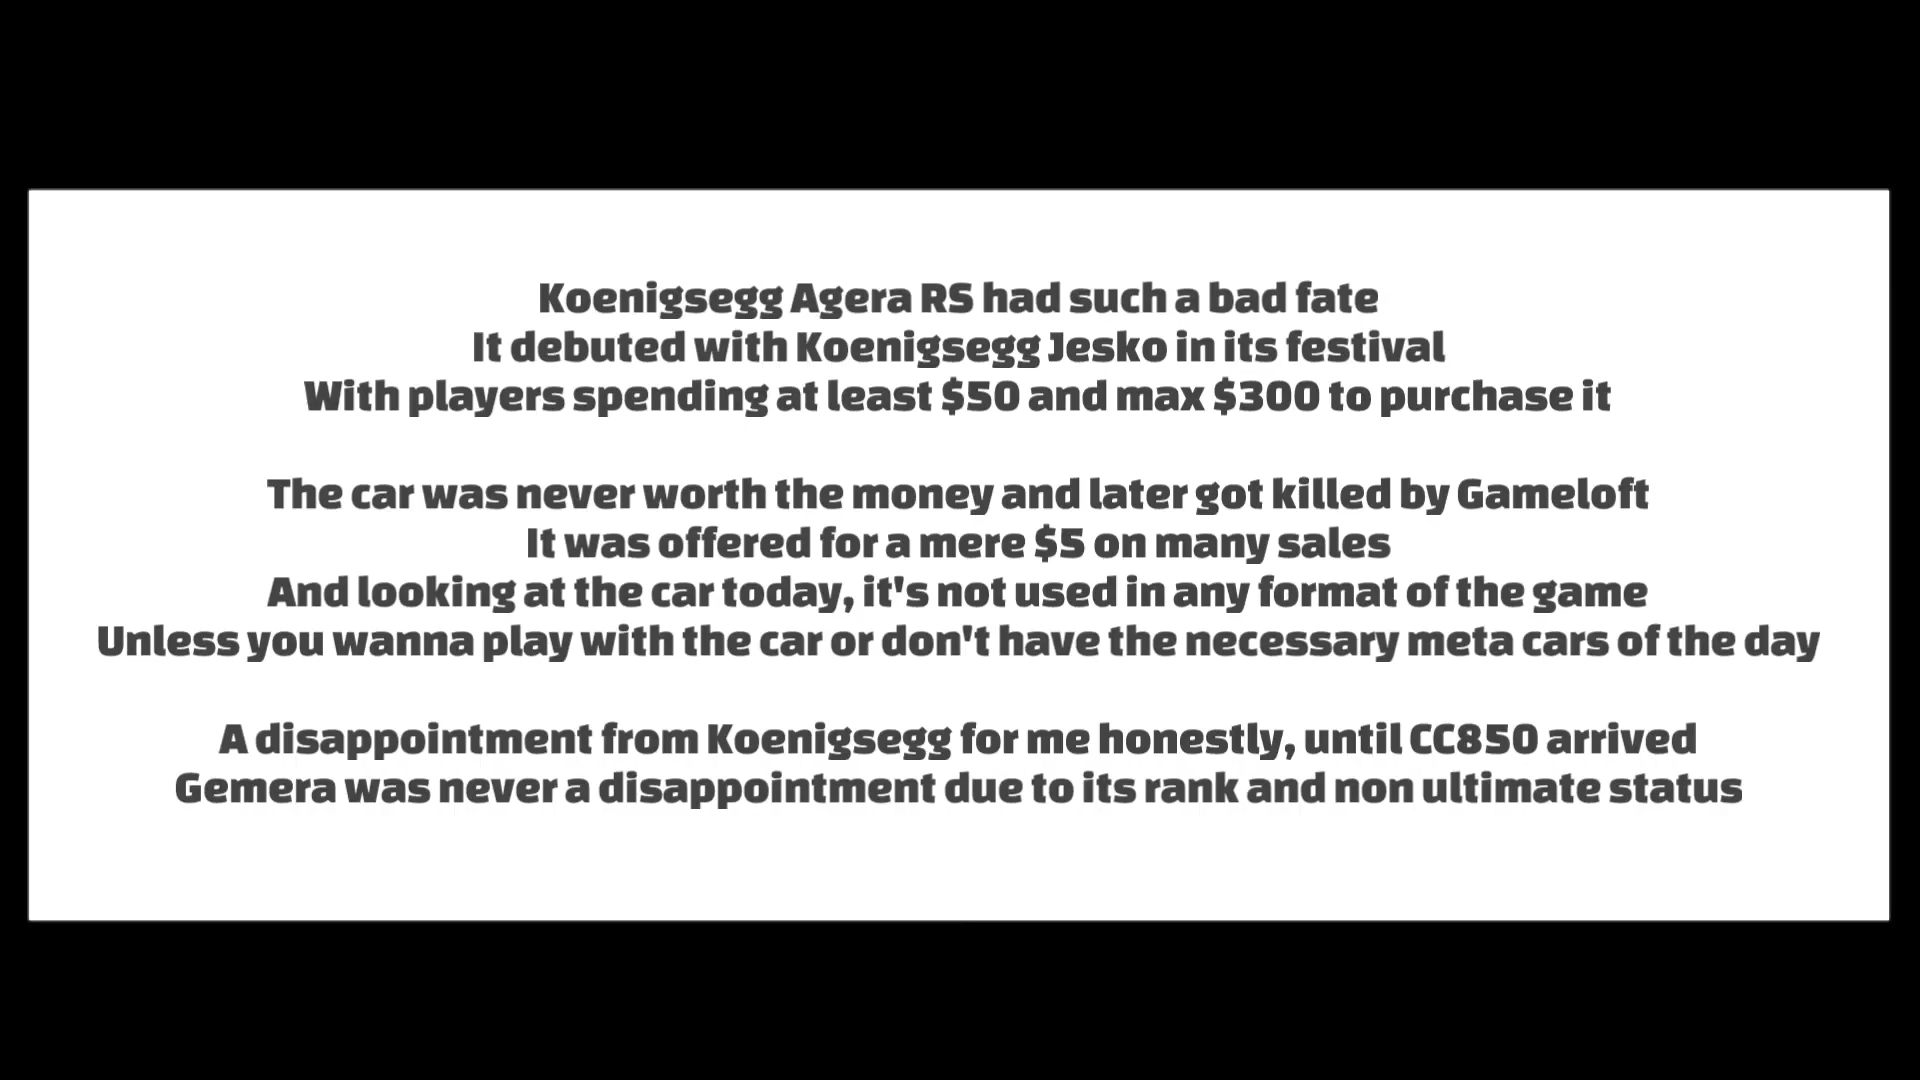 Koenigsegg Agera RS had such a bad fate
It debuted with Koenigsegg Jesko in its festival
With players spending at least $50 and max $300 to purchase it
The car was never worth the money and later got killed by Gameloft
It was offered for a mere $5 on many sales
And looking at the car today, it's not used in any format of the game
Unless you wanna play with the car or don't have the necessary meta cars of the day
A disappointment from Koenigsegg for me honestly, until CC850 arrived
Gemera was never a disappointment due to its rank and non ultimate status